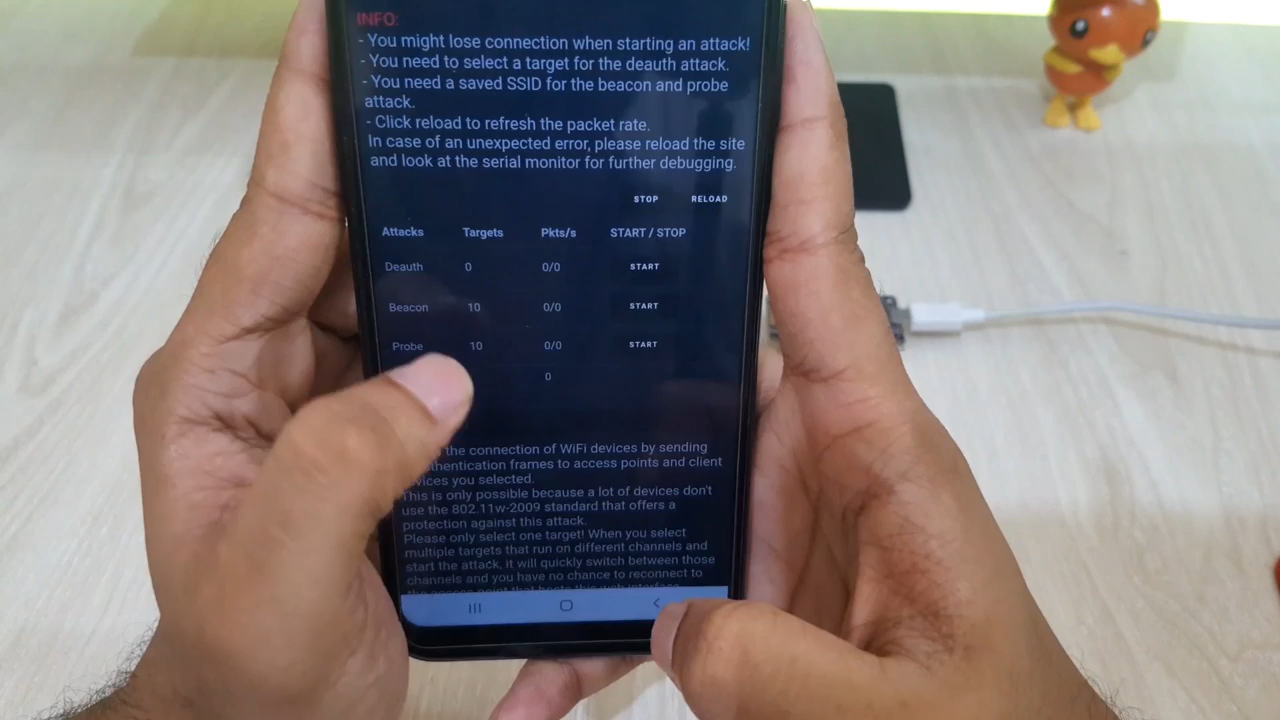 INFO:
- You might lose connection when starting an attack!
- You need to select a target for the deauth attack.
- You need a saved SSID for the beacon and probe
attack.
- Click reload to refresh the packet rate.
In case of an unexpected error, please reload the site
and look at the serial monitor for further debugging.
STOP RELOAD
Attacks Targets Pkts/s START / STOP
Deauth 0 0/0 START
Beacon 10 0/0 START
Probe 10 0/0 START
0
the connection of WiFi devices by sending
frames to access points and client
you selected.
This is only possible because a lot of devices don't
use the 802.11w-2009 standard that offers a
protection against this attack.
Please only select one target! When you select
multiple targets that run on different channels and
start the attack, it will quickly switch between those
channels and you have no chance to reconnect to